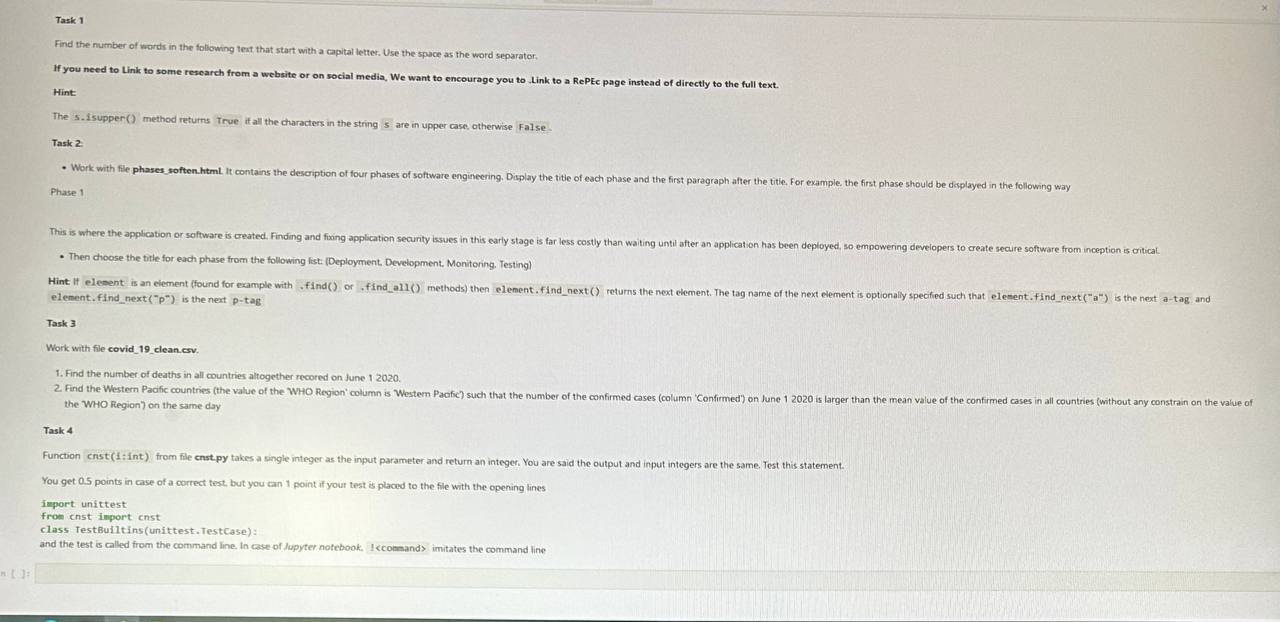 Task 1
Find the number of words in the following text that start with a capital letter. Use the space as the word separator.
If you need to Link to some research from a website or on social media, We want to encourage you to .Link to a RePEc page instead of directly to the full text.
Hint:
The s.isupper() method returns True if all the characters in the string s are in upper case, otherwise False.
Task 2:
• Work with file phases_soften.html. It contains the description of four phases of software engineering. Display the title of each phase and the first paragraph after the title. For example, the first phase should be displayed in the following way
Phase 1
This is where the application or software is created. Finding and fixing application security issues in this early stage is far less costly than waiting until after an application has been deployed, so empowering developers to create secure software from inception is critical.
• Then choose the title for each phase from the following list: {Deployment, Development, Monitoring, Testing}
Hint: If element is an element (found for example with .find() or .find_all() methods) then element.find_next() returns the next element. The tag name of the next element is optionally specified such that element.find_next("a") is the next a-tag and
element.find_next("p") is the next p-tag
Task 3
Work with file covid_19_clean.csv.
1. Find the number of deaths in all countries altogether recored on June 1 2020.
2. Find the Western Pacific countries (the value of the 'WHO Region' column is 'Western Pacific') such that the number of the confirmed cases (column 'Confirmed') on June 1 2020 is larger than the mean value of the confirmed cases in all countries (without any constrain on the value of
the 'WHO Region') on the same day
Task 4
Function cnst(i:int) from file cnst.py takes a single integer as the input parameter and return an integer. You are said the output and input integers are the same. Test this statement.
You get 0.5 points in case of a correct test, but you can 1 point if your test is placed to the file with the opening lines
import unittest
from cnst import cnst
class TestBuiltins(unittest.TestCase):
and the test is called from the command line. In case of Jupyter notebook, !<command> imitates the command line
n [ ]: